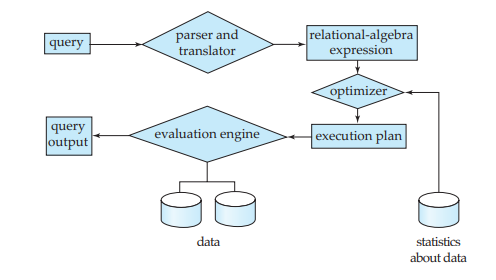 query
parser and
translator
relational-algebra
expression
optimizer
query
output
evaluation engine
execution plan
data
statistics
about data